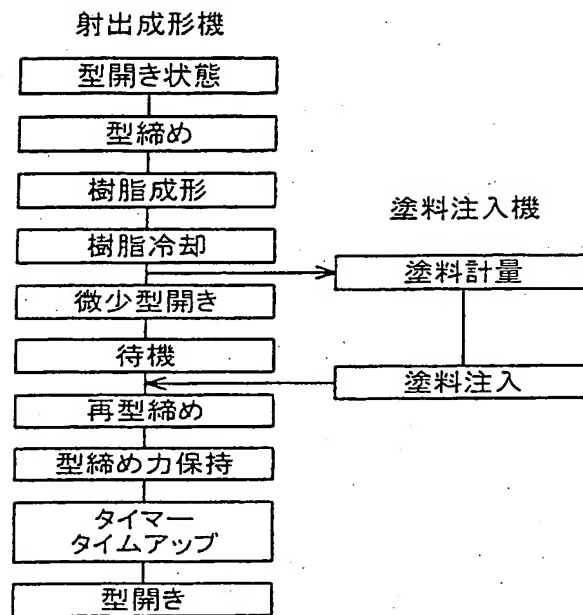 射出成形機
型開き状態
型締め
樹脂成形
樹脂冷却
微少型開き
待機
再型締め
型締め力保持
タイマー
タイムアップ
型開き
塗料注入機
塗料計量
塗料注入